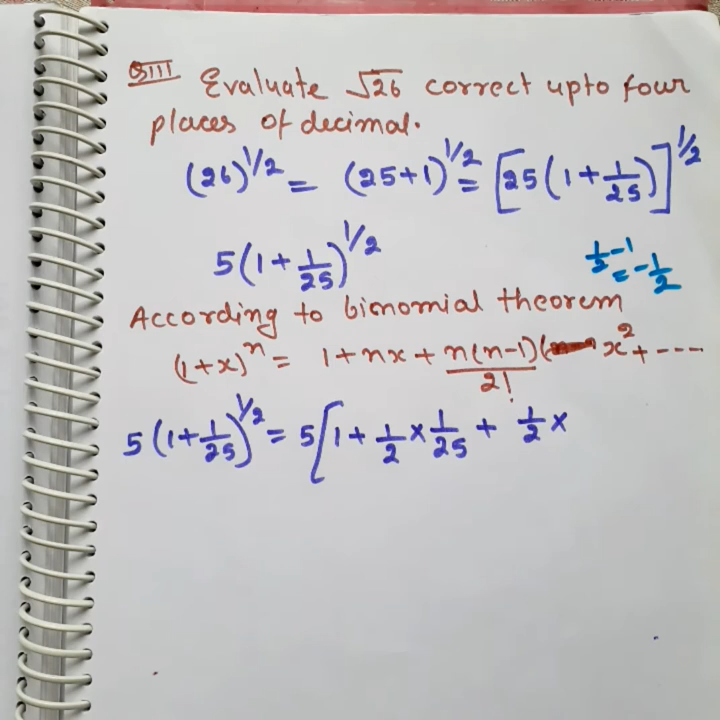 QIII Evaluate √26 correct upto four
places of decimal.
(26)^1/2 = (25+1)^1/2 = [25(1+1/25)]^1/2
5(1+1/25)^1/2
1/2-1
=-1/2
According to binomial theorem
(1+x)^n = 1+nx+n(n-1)/2! x^2+----
5(1+1/25)^1/2 = 5[1+1/2×1/25+1/2×